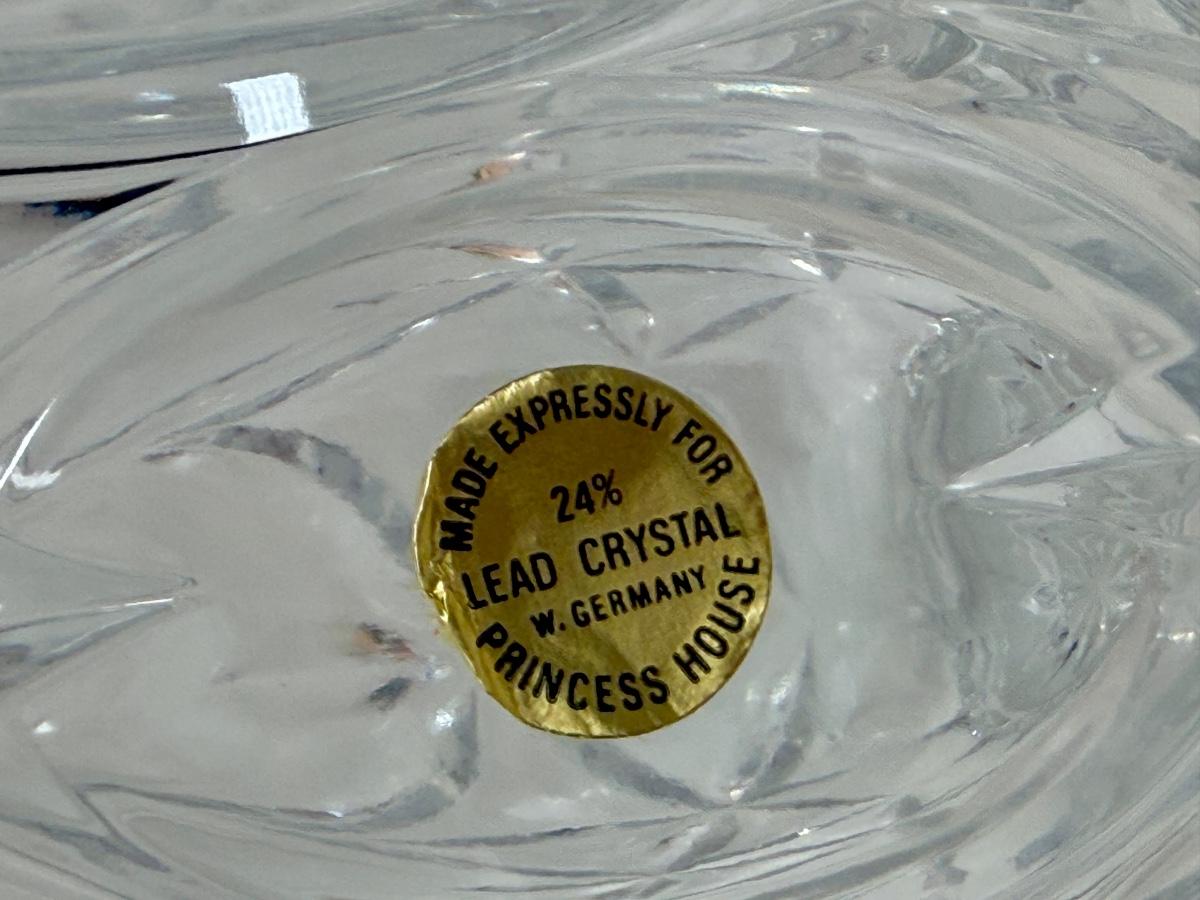 MADE EXPRESSLY FOR
24%
LEAD CRYSTAL
W. GERMANY
PRINCESS HOUSE